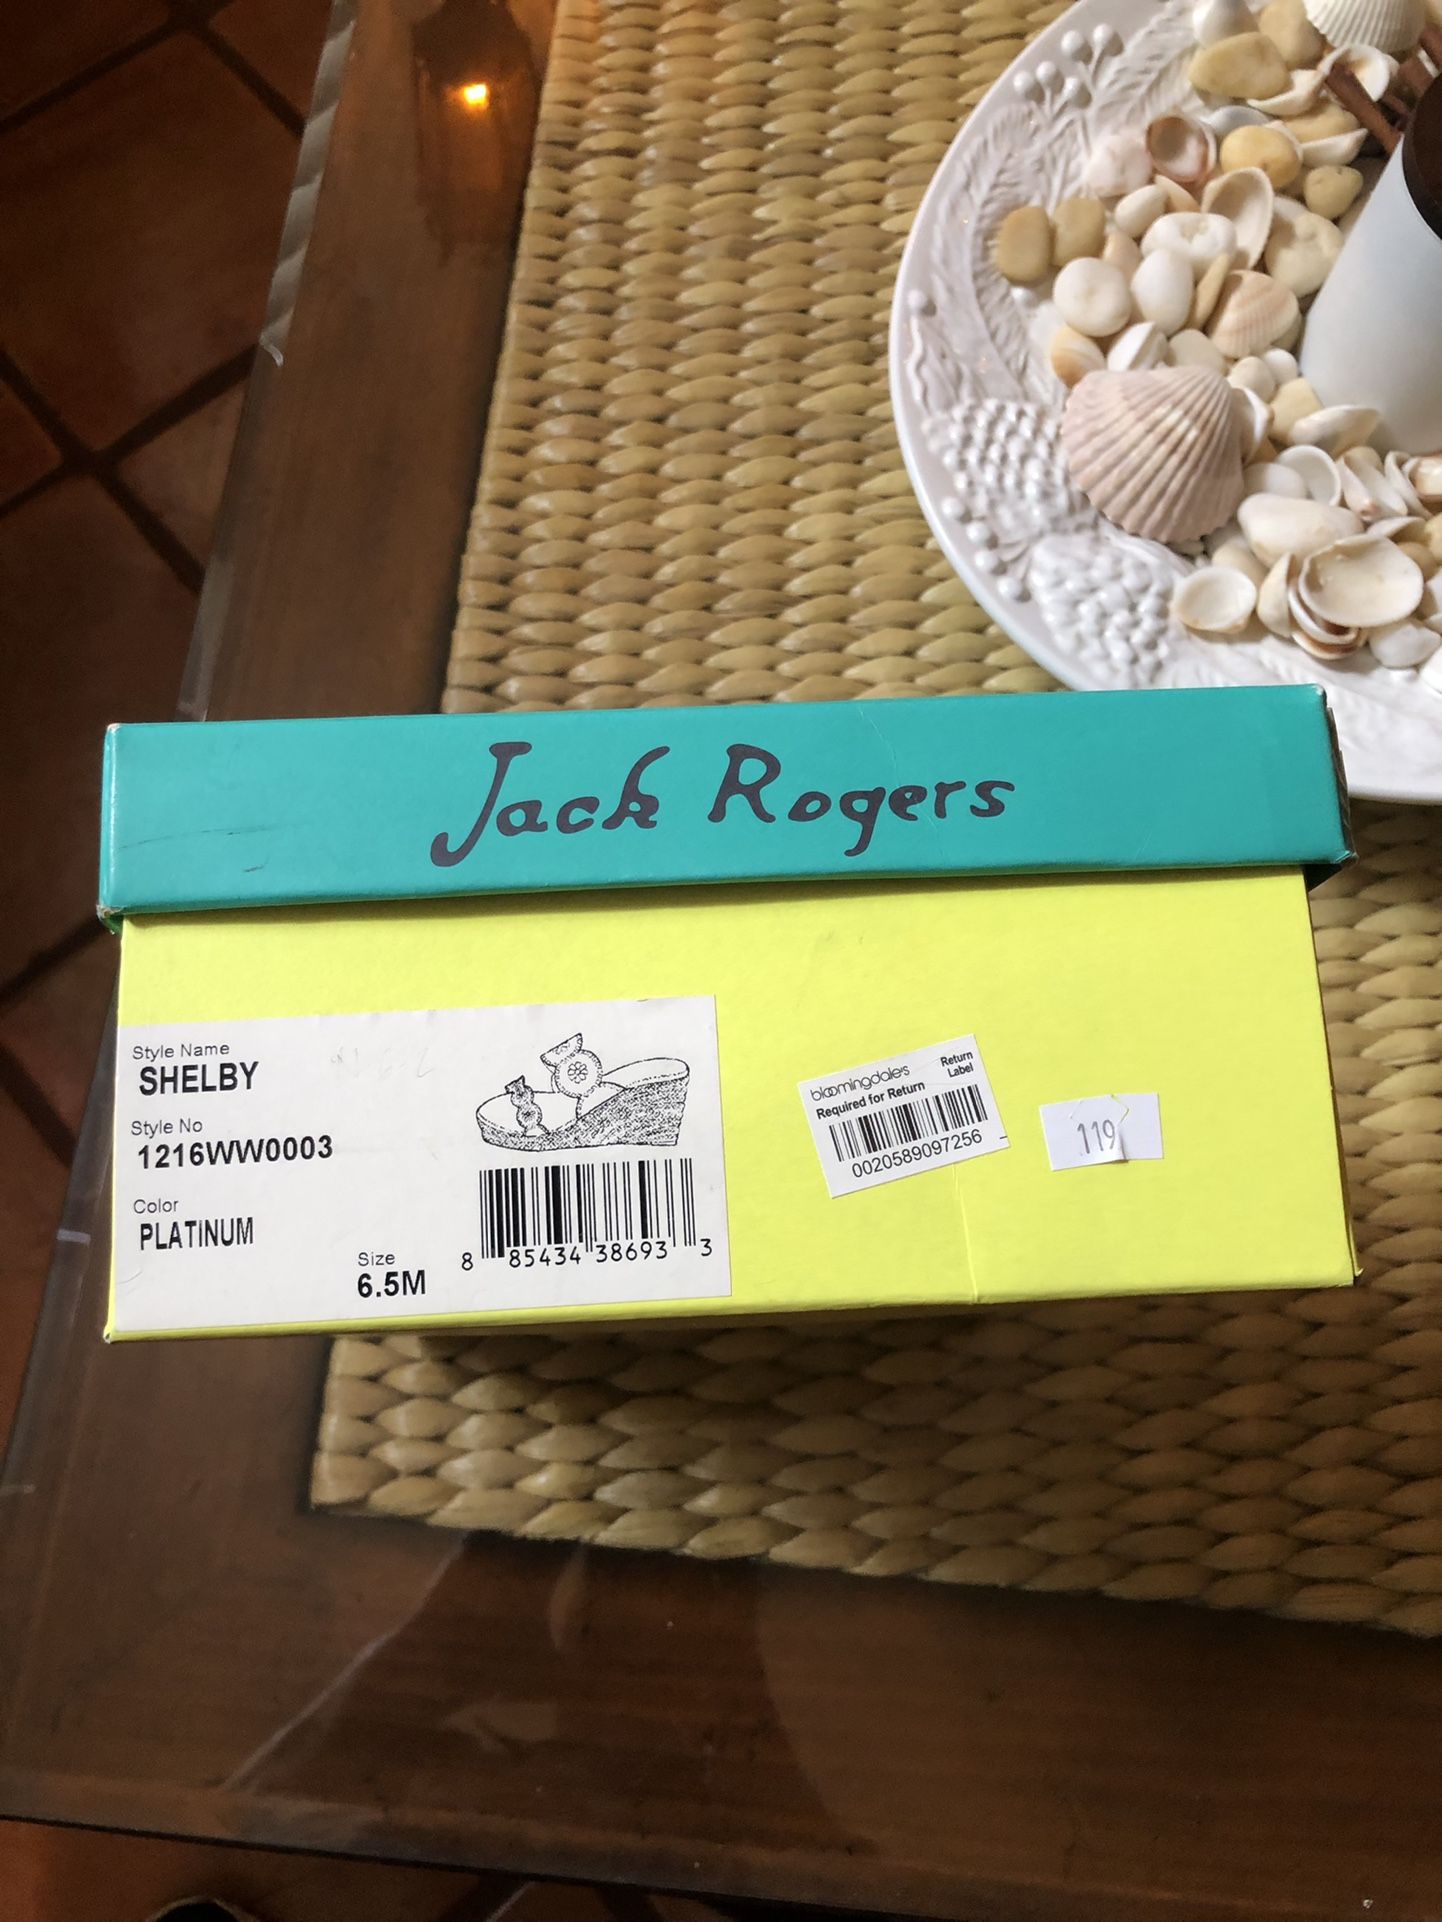 Jack Rogers
Style Name
SHELBY
Style No
1216WW0003
Color
PLATINUM
Size
6.5M
8 85434 38693 3
bloomingdale's
Return
Label
Required for Return
0020589097256
119